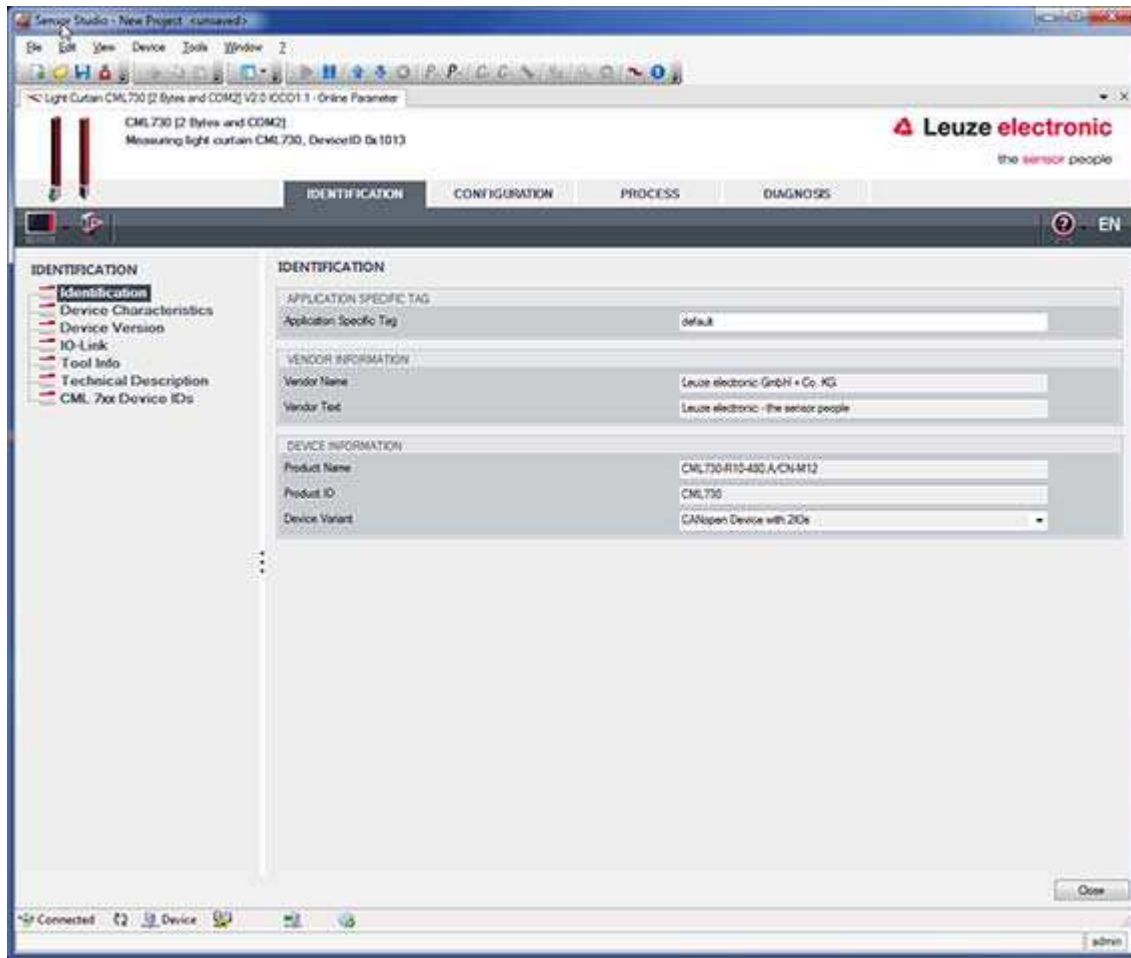 Sensor Studio - New Project <unsaved>
File Edit View Device Tools Window ?
Light Curtain CML730 [2 Bytes and COM2] V2.0 IODD1.1 - Online Parameter
CML730 [2 Bytes and COM2]
Measuring light curtain CML730, DeviceID 0x1013
Leuze electronic
the sensor people
IDENTIFICATION CONFIGURATION PROCESS DIAGNOSIS
EN
IDENTIFICATION
Identification
Device Characteristics
Device Version
IO-Link
Tool Info
Technical Description
CML 7xx Device IDs
IDENTIFICATION
APPLICATION SPECIFIC TAG
Application Specific Tag default
VENDOR INFORMATION
Vendor Name Leuze electronic GmbH + Co. KG
Vendor Text Leuze electronic - the sensor people
DEVICE INFORMATION
Product Name CML730-R10-480.A/CN-M12
Product ID CML730
Device Variant CANopen Device with 2IOs
Close
Connected Device
admin